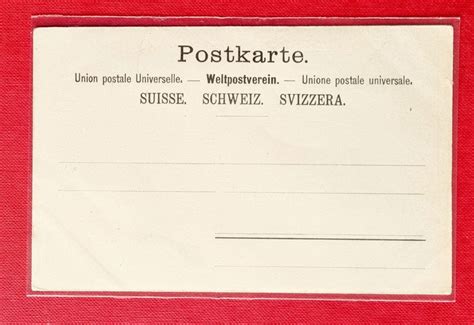 Postkarte.
Union postale Universelle. — Weltpostverein. — Unione postale universale.
SUISSE. SCHWEIZ. SVIZZERA.